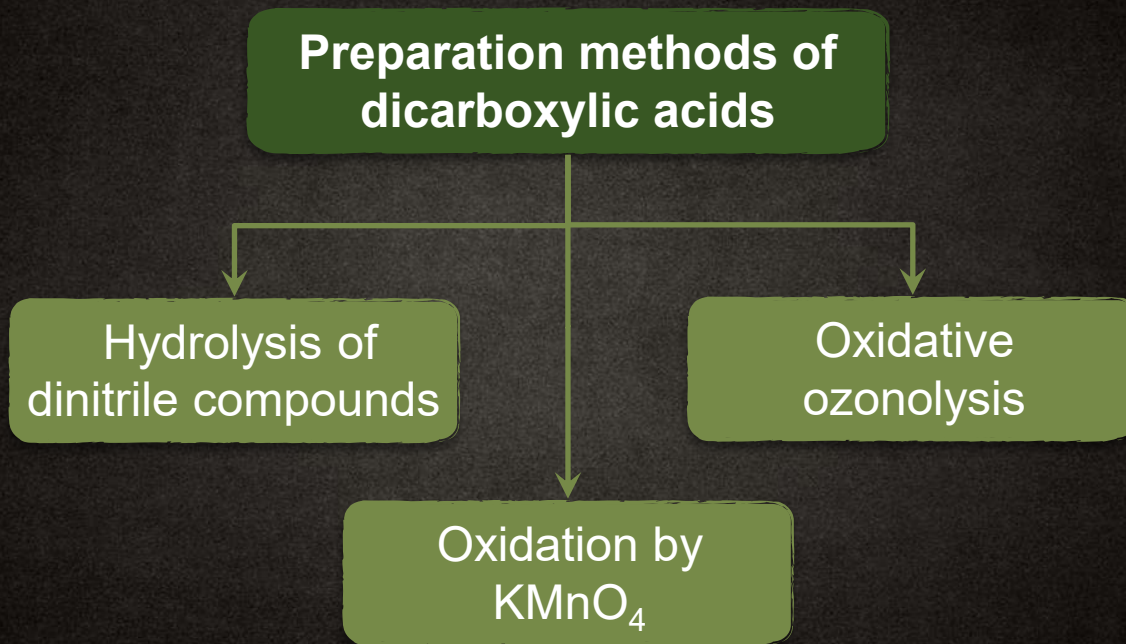 Preparation methods of
dicarboxylic acids
Hydrolysis of
dinitrile compounds
Oxidative
ozonolysis
Oxidation by
KMnO₄